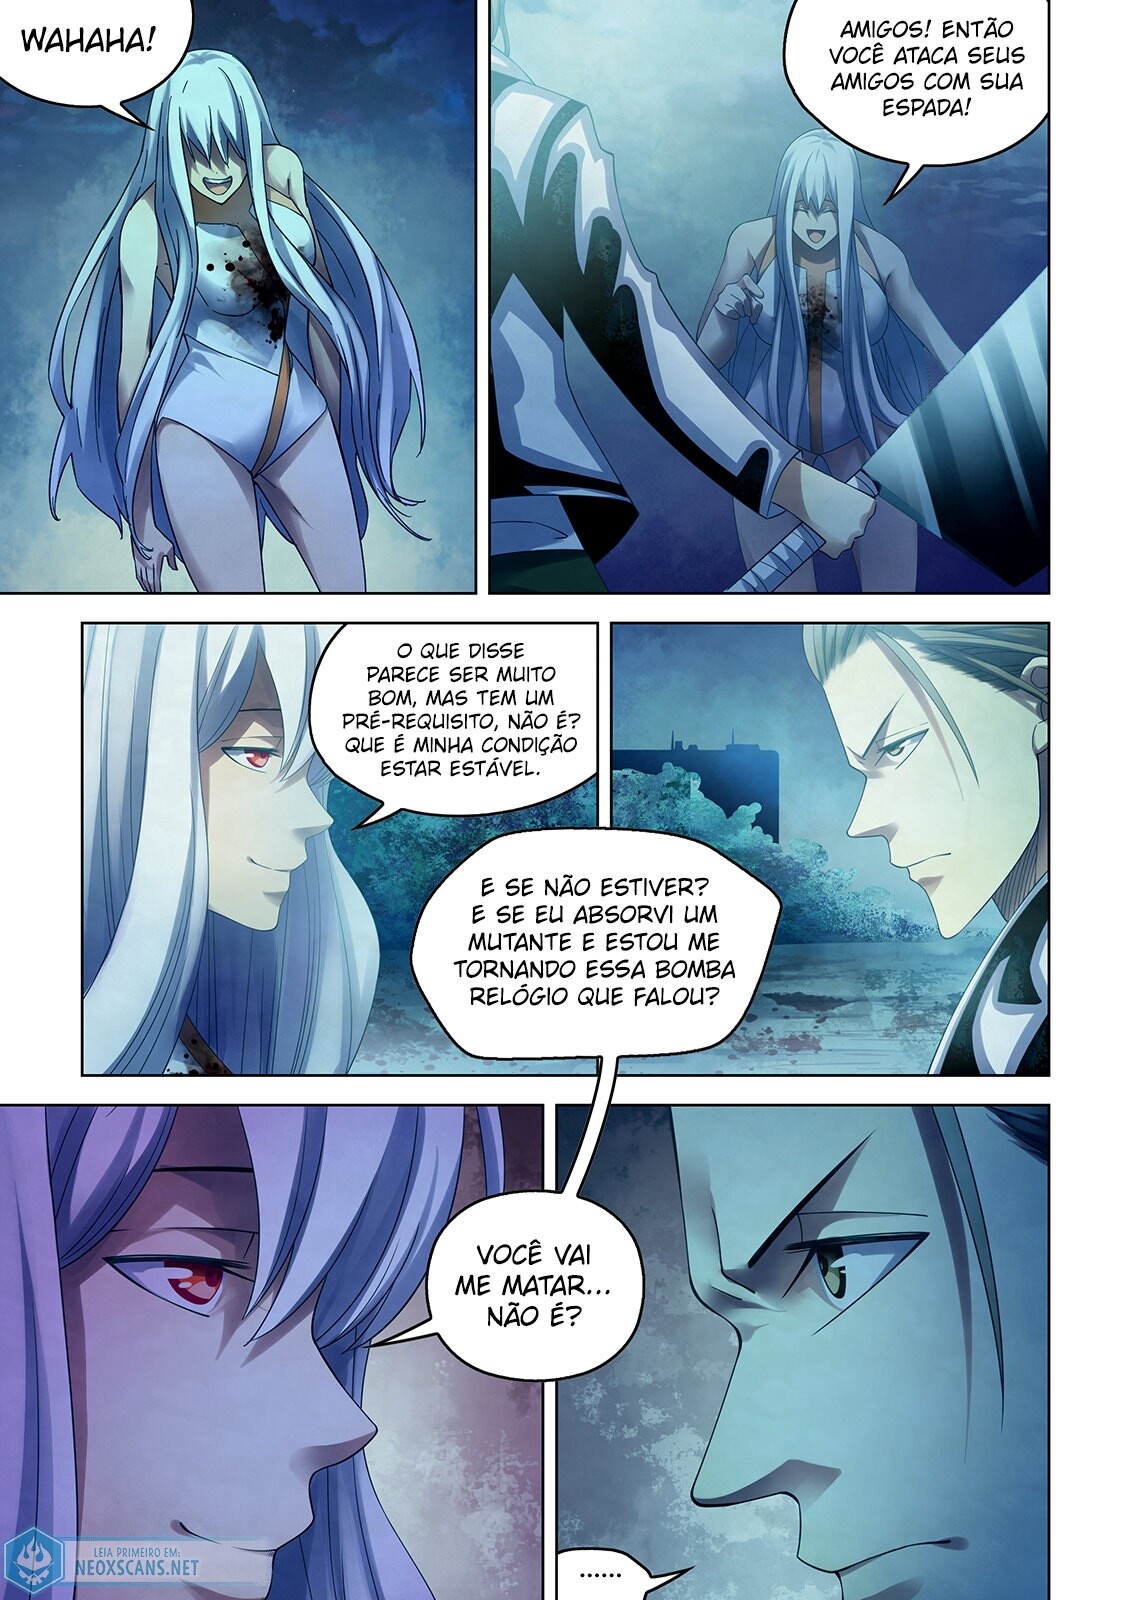 WAHAHA!
AMIGOS! ENTÃO
VOCÊ ATACA SEUS
AMIGOS COM SUA
ESPADA!
O QUE DISSE
PARECE SER MUITO
BOM, MAS TEM UM
PRÉ-REQUISITO, NÃO É?
QUE É MINHA CONDIÇÃO
ESTAR ESTÁVEL.
E SE NÃO ESTIVER?
E SE EU ABSORVI UM
MUTANTE E ESTOU ME
TORNANDO ESSA BOMBA
RELÓGIO QUE FALOU?
VOCÊ VAI
ME MATAR...
NÃO É?
......
LEIA PRIMEIRO EM:
NEOXSCANS.NET